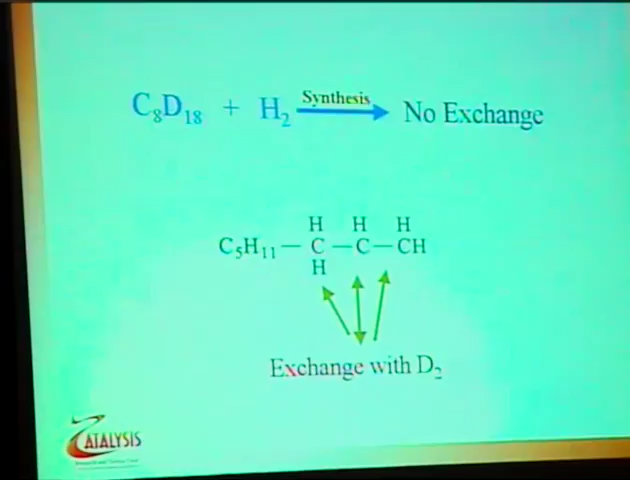 Synthesis
C₈D₁₈ + H₂ No Exchange
H H H
C₅H₁₁ — C — C — CH
H
Exchange with D₂
CATALYSIS